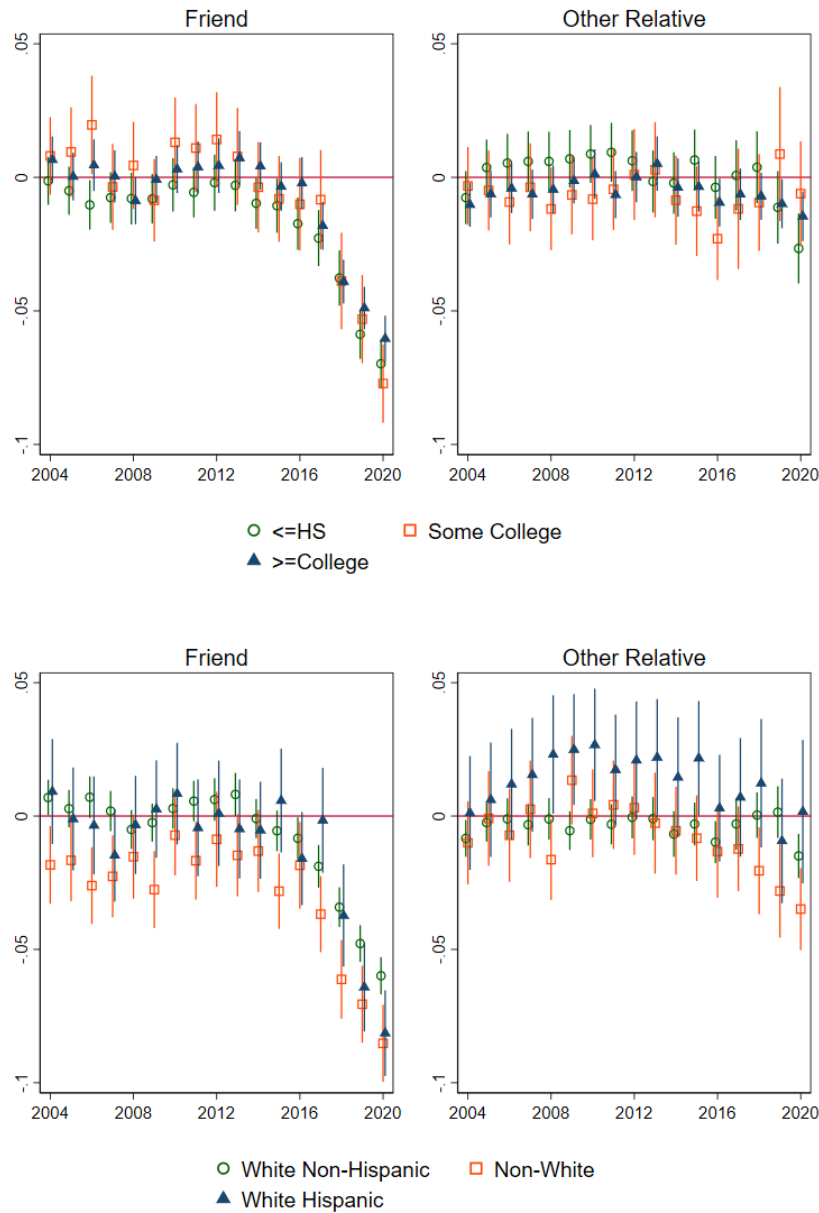 Friend Other Relative
.05 .05
0 0
-.05 -.05
-.1 -.1
2004 2008 2012 2016 2020 2004 2008 2012 2016 2020
<=HS Some College
>=College
Friend Other Relative
.05 .05
0 0
-.05 -.05
-.1 -.1
2004 2008 2012 2016 2020 2004 2008 2012 2016 2020
White Non-Hispanic Non-White
White Hispanic